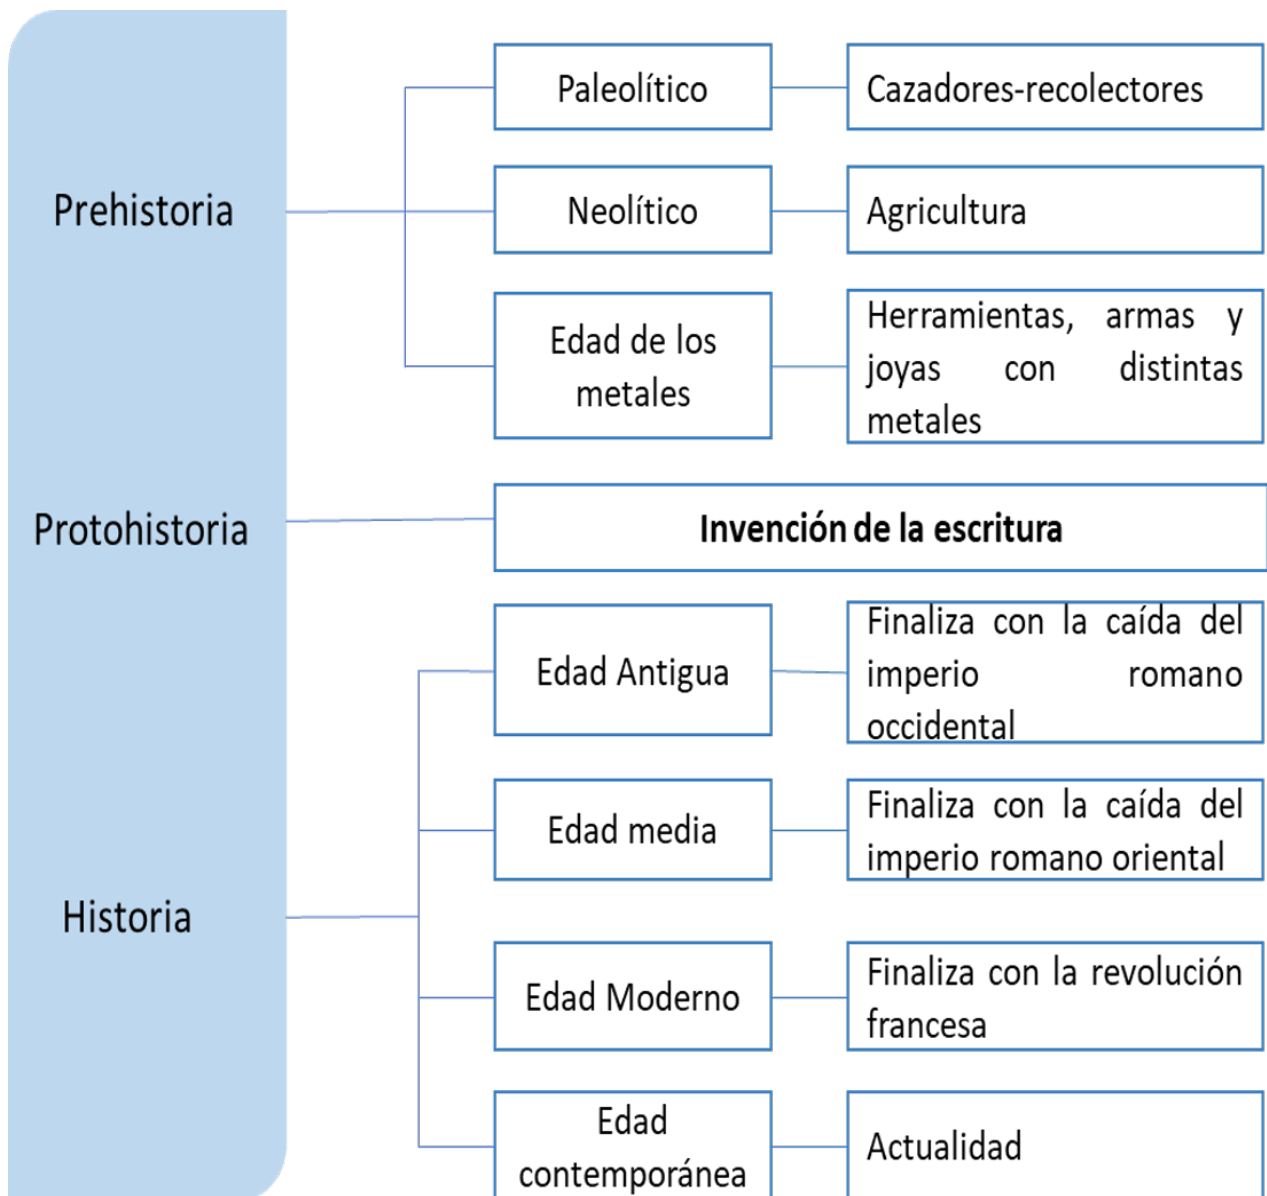 Prehistoria
Paleolítico
Cazadores-recolectores
Neolítico
Agricultura
Edad de los
metales
Herramientas, armas y
joyas con distintas
metales
Protohistoria
Invención de la escritura
Historia
Edad Antigua
Finaliza con la caída del
imperio romano
occidental
Edad media
Finaliza con la caída del
imperio romano oriental
Edad Moderno
Finaliza con la revolución
francesa
Edad
contemporánea
Actualidad